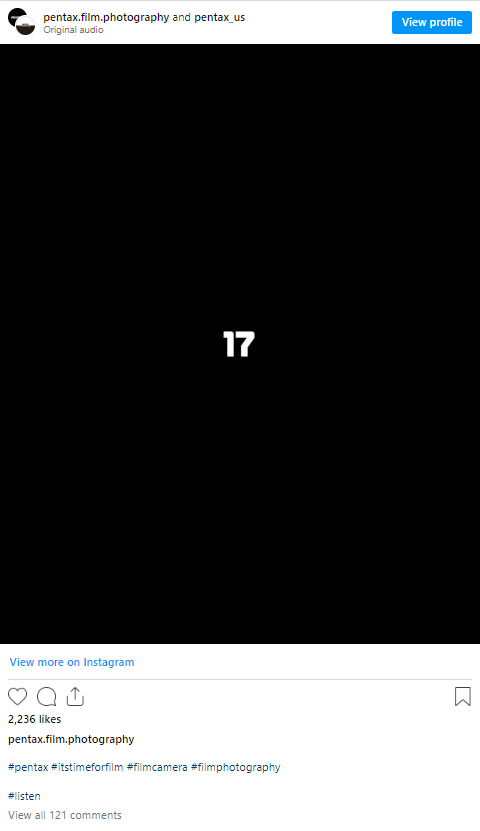 pentax.film.photography and pentax_us
Original audio
View profile
17
View more on Instagram
2,236 likes
pentax.film.photography
#pentax #itstimeforfilm #filmcamera #filmphotography
#listen
View all 121 comments